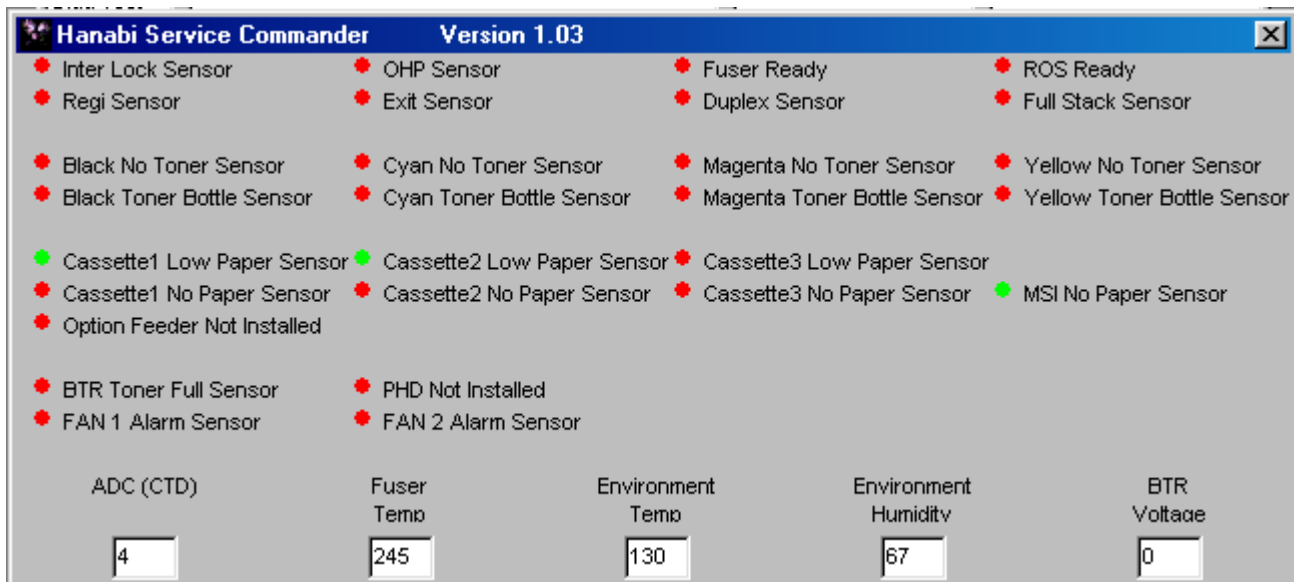 Hanabi Service Commander Version 1.03
Inter Lock Sensor OHP Sensor Fuser Ready ROS Ready
Regi Sensor Exit Sensor Duplex Sensor Full Stack Sensor
Black No Toner Sensor Cyan No Toner Sensor Magenta No Toner Sensor Yellow No Toner Sensor
Black Toner Bottle Sensor Cyan Toner Bottle Sensor Magenta Toner Bottle Sensor Yellow Toner Bottle Sensor
Cassette1 Low Paper Sensor Cassette2 Low Paper Sensor Cassette3 Low Paper Sensor
Cassette1 No Paper Sensor Cassette2 No Paper Sensor Cassette3 No Paper Sensor MSI No Paper Sensor
Option Feeder Not Installed
BTR Toner Full Sensor PHD Not Installed
FAN 1 Alarm Sensor FAN 2 Alarm Sensor
ADC (CTD) Fuser Environment Environment BTR
Temp Temp Humidity Voltage
4 245 130 67 0